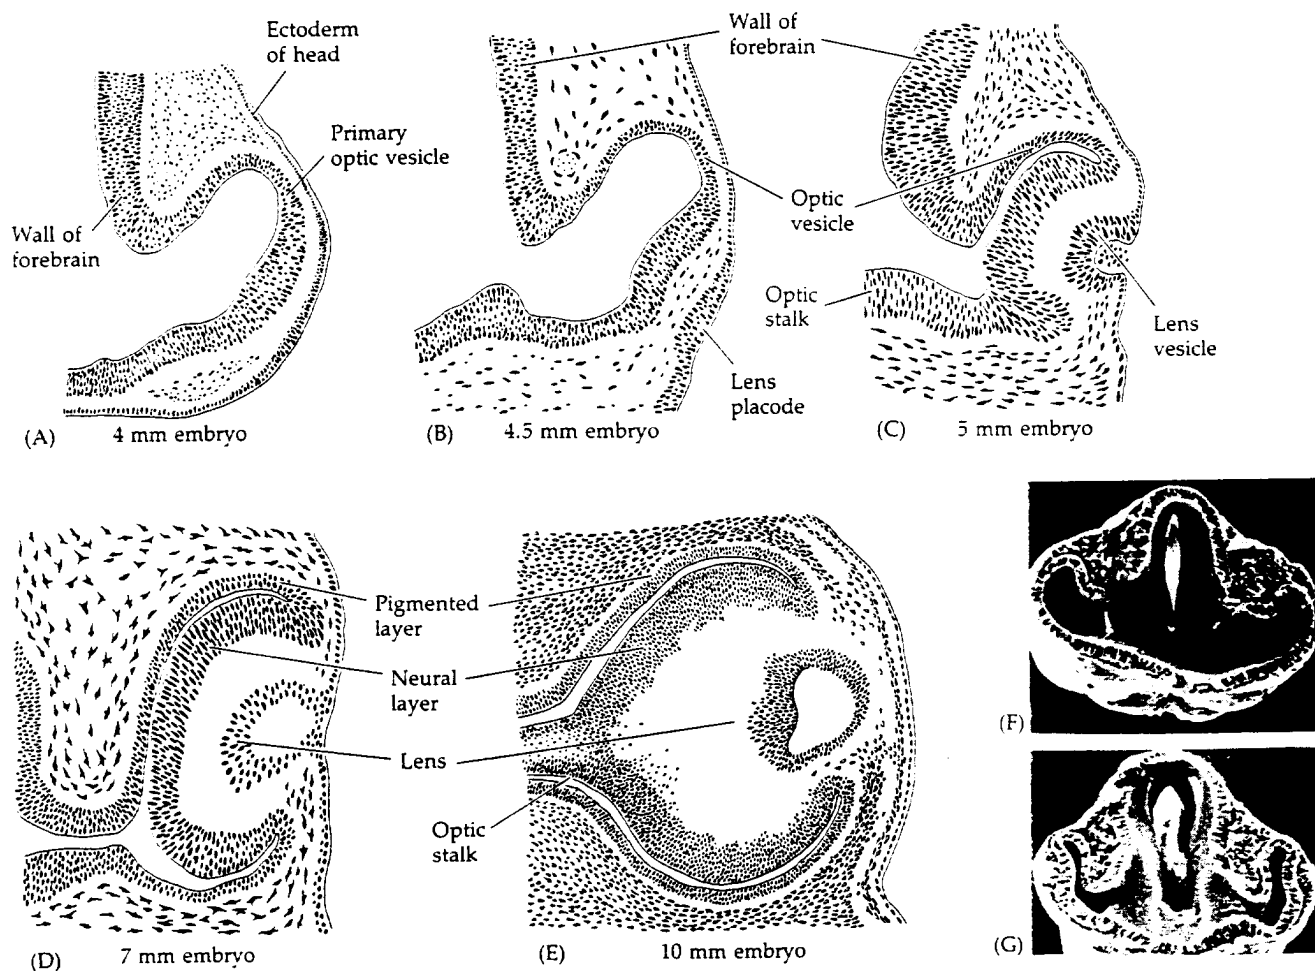 Ectoderm
of head
Primary
optic vesicle
Wall of
forebrain
(A)
4 mm embryo
Wall of
forebrain
Optic
vesicle
Lens
placode
(B)
4.5 mm embryo
Optic
stalk
Lens
vesicle
(C)
5 mm embryo
Pigmented
layer
Neural
layer
Lens
Optic
stalk
(D)
7 mm embryo
(E)
10 mm embryo
(F)
(G)